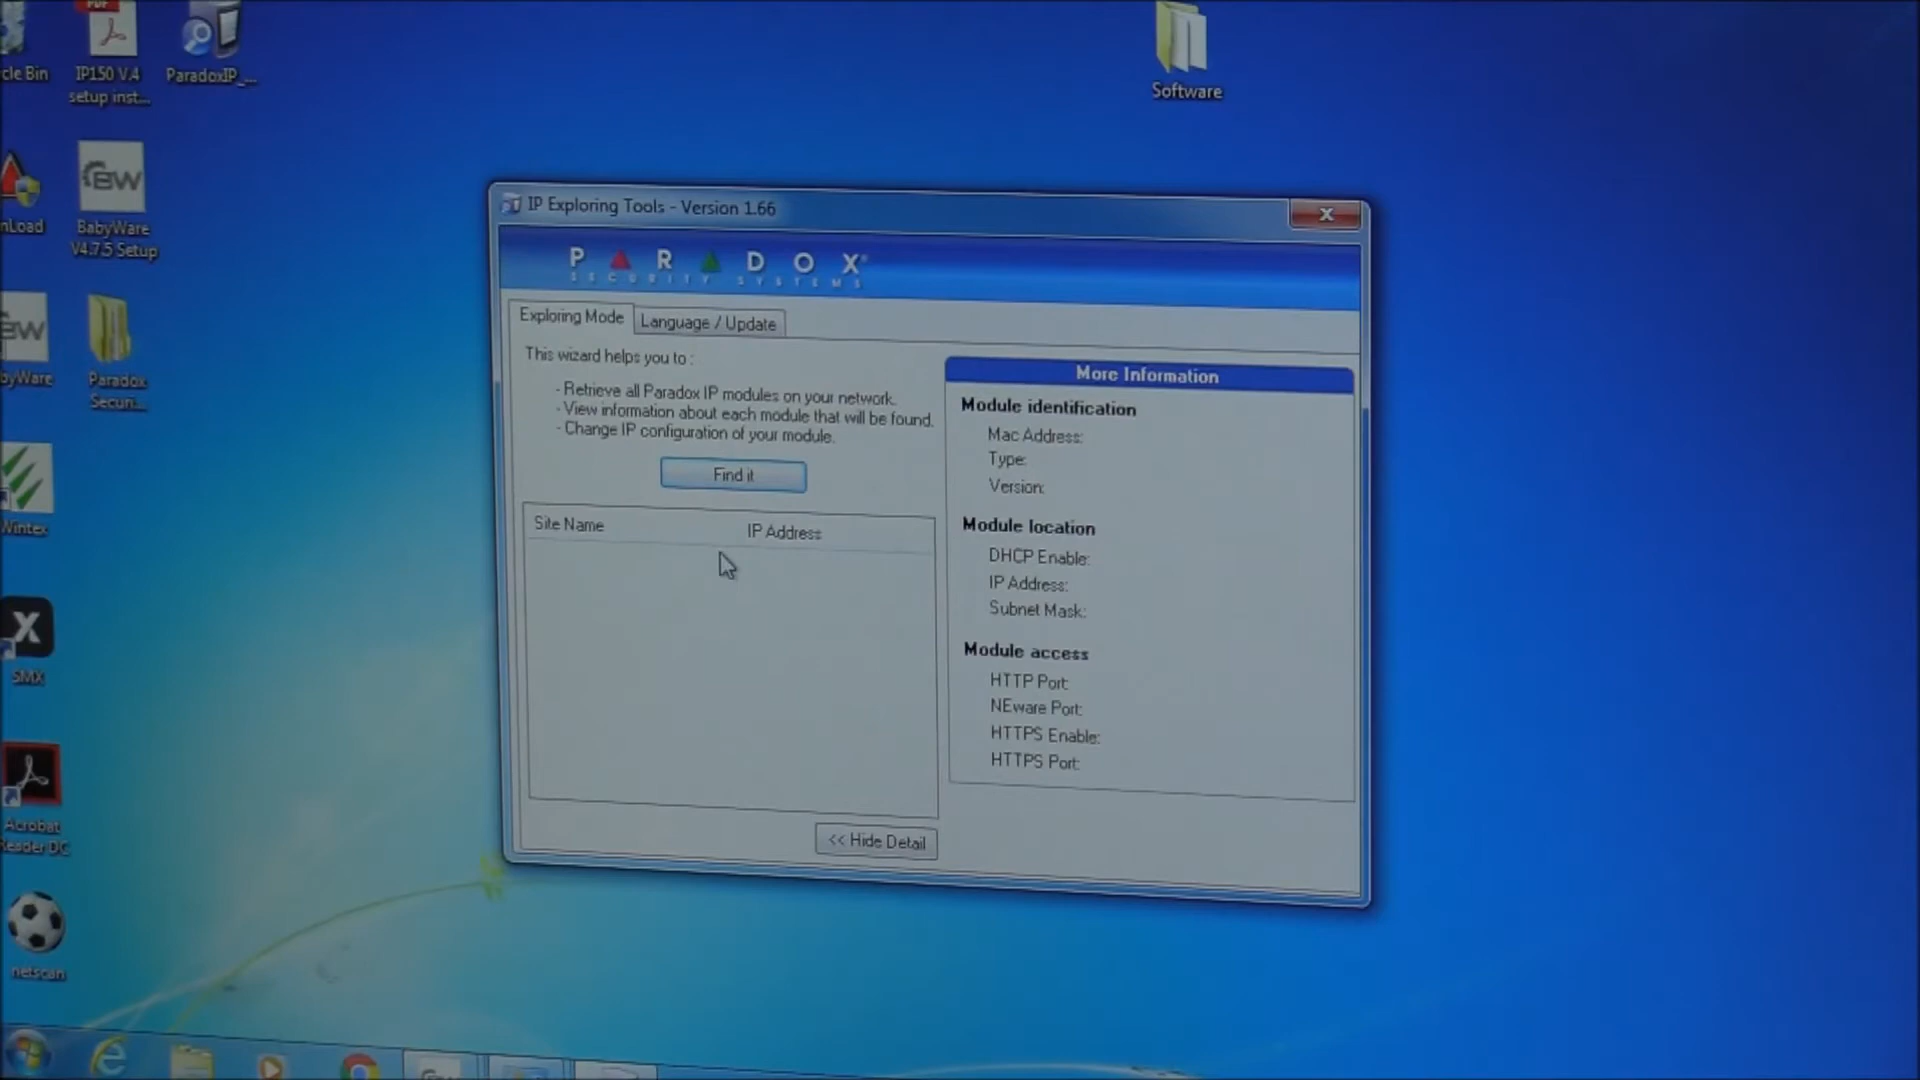 cle Bin
PDF
IP150 V.4
setup inst...
ParadoxIP_...
Software
nLoad
BW
BabyWare
V4.7.5 Setup
BW
byWare
Paradox
Securi...
Wintex
X
SMX
Acrobat
Reader DC
netscan
IP Exploring Tools - Version 1.66
PARADOX
SECURITY SYSTEMS
Exploring Mode
Language / Update
This wizard helps you to :
- Retrieve all Paradox IP modules on your network.
- View information about each module that will be found.
- Change IP configuration of your module.
Find it
Site Name
IP Address
<< Hide Detail
More Information
Module identification
Mac Address:
Type:
Version:
Module location
DHCP Enable:
IP Address:
Subnet Mask:
Module access
HTTP Port:
NEware Port:
HTTPS Enable:
HTTPS Port: